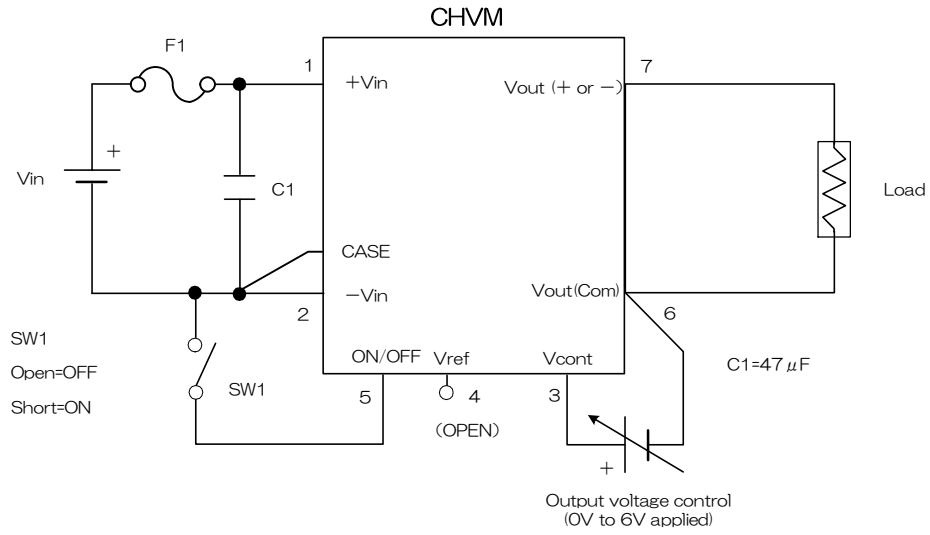 CHVM
F1
1
+Vin
Vout (+ or −)
7
+
Vin
C1
Load
CASE
−Vin
2
Vout(Com)
6
SW1
Open=OFF
Short=ON
SW1
ON/OFF
Vref
Vcont
5
4
3
(OPEN)
C1=47μF
+
Output voltage control
(0V to 6V applied)